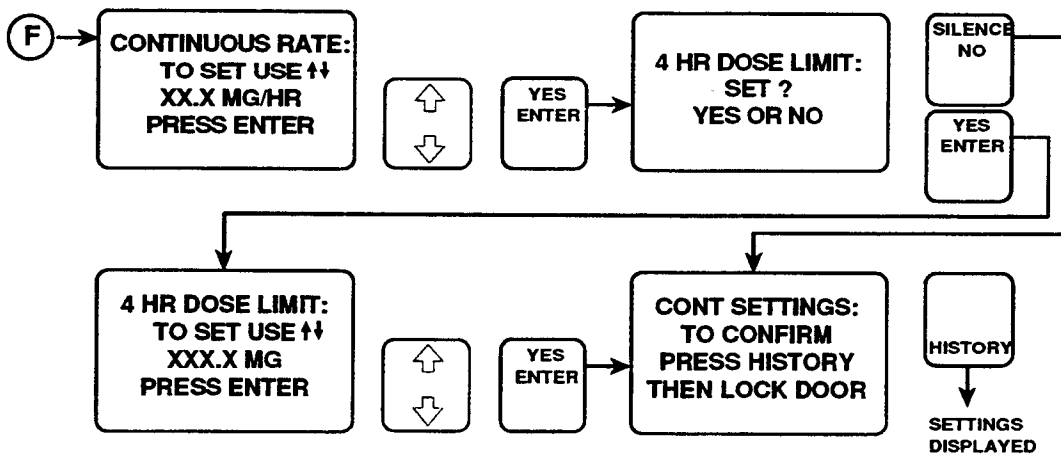 F
CONTINUOUS RATE:
TO SET USE ↑↓
XX.X MG/HR
PRESS ENTER
YES
ENTER
4 HR DOSE LIMIT:
SET ?
YES OR NO
SILENCE
NO
YES
ENTER
4 HR DOSE LIMIT:
TO SET USE ↑↓
XXX.X MG
PRESS ENTER
YES
ENTER
CONT SETTINGS:
TO CONFIRM
PRESS HISTORY
THEN LOCK DOOR
HISTORY
SETTINGS
DISPLAYED